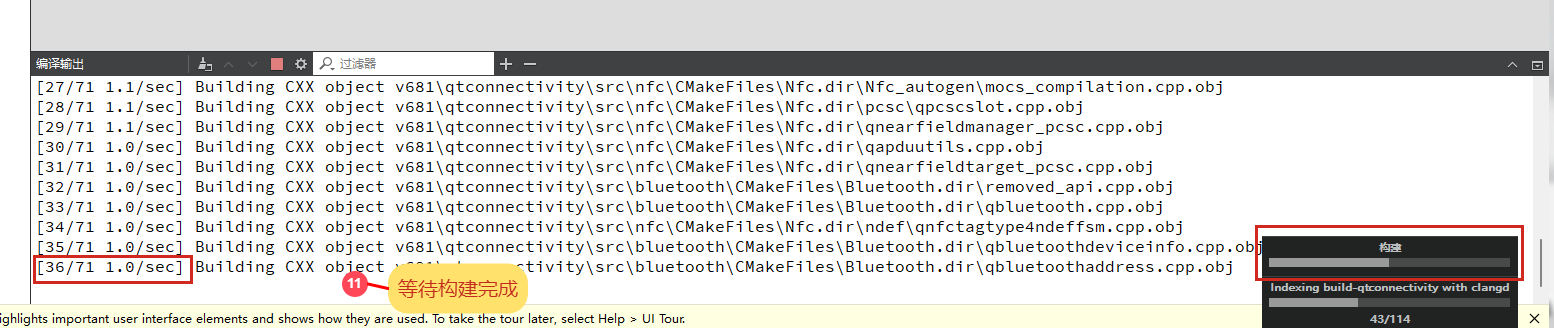 编译输出
过滤器
[27/71 1.1/sec] Building CXX object v681\qtconnectivity\src\nfc\CMakeFiles\Nfc.dir\Nfc_autogen\mocs_compilation.cpp.obj
[28/71 1.1/sec] Building CXX object v681\qtconnectivity\src\nfc\CMakeFiles\Nfc.dir\pcsc\qpcscslot.cpp.obj
[29/71 1.1/sec] Building CXX object v681\qtconnectivity\src\nfc\CMakeFiles\Nfc.dir\qnearfieldmanager_pcsc.cpp.obj
[30/71 1.0/sec] Building CXX object v681\qtconnectivity\src\nfc\CMakeFiles\Nfc.dir\qapduutils.cpp.obj
[31/71 1.0/sec] Building CXX object v681\qtconnectivity\src\nfc\CMakeFiles\Nfc.dir\qnearfieldtarget_pcsc.cpp.obj
[32/71 1.0/sec] Building CXX object v681\qtconnectivity\src\bluetooth\CMakeFiles\Bluetooth.dir\removed_api.cpp.obj
[33/71 1.0/sec] Building CXX object v681\qtconnectivity\src\bluetooth\CMakeFiles\Bluetooth.dir\qbluetooth.cpp.obj
[34/71 1.0/sec] Building CXX object v681\qtconnectivity\src\nfc\CMakeFiles\Nfc.dir\ndef\qnfctagtype4ndeffsm.cpp.obj
[35/71 1.0/sec] Building CXX object v681\qtconnectivity\src\bluetooth\CMakeFiles\Bluetooth.dir\qbluetoothdeviceinfo.cpp.obj
[36/71 1.0/sec] Building CXX object v681\qtconnectivity\src\bluetooth\CMakeFiles\Bluetooth.dir\qbluetoothaddress.cpp.obj
构建
11
等待构建完成
Indexing build-qtconnectivity with clangd
43/114
highlights important user interface elements and shows how they are used. To take the tour later, select Help > UI Tour.